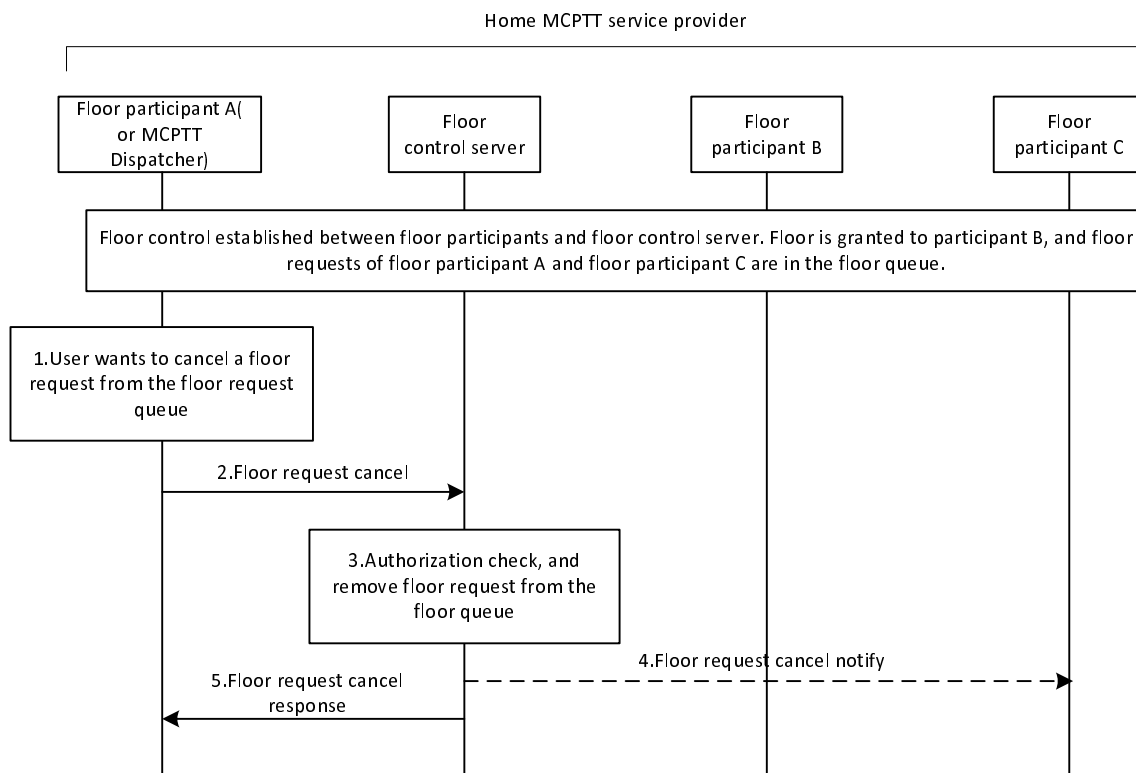 Home MCPTT service provider
Floor participant A(
or MCPTT
Dispatcher)
Floor
control server
Floor
participant B
Floor
participant C
Floor control established between floor participants and floor control server. Floor is granted to participant B, and floor
requests of floor participant A and floor participant C are in the floor queue.
1.User wants to cancel a floor
request from the floor request
queue
2.Floor request cancel
3.Authorization check, and
remove floor request from the
floor queue
4.Floor request cancel notify
5.Floor request cancel
response